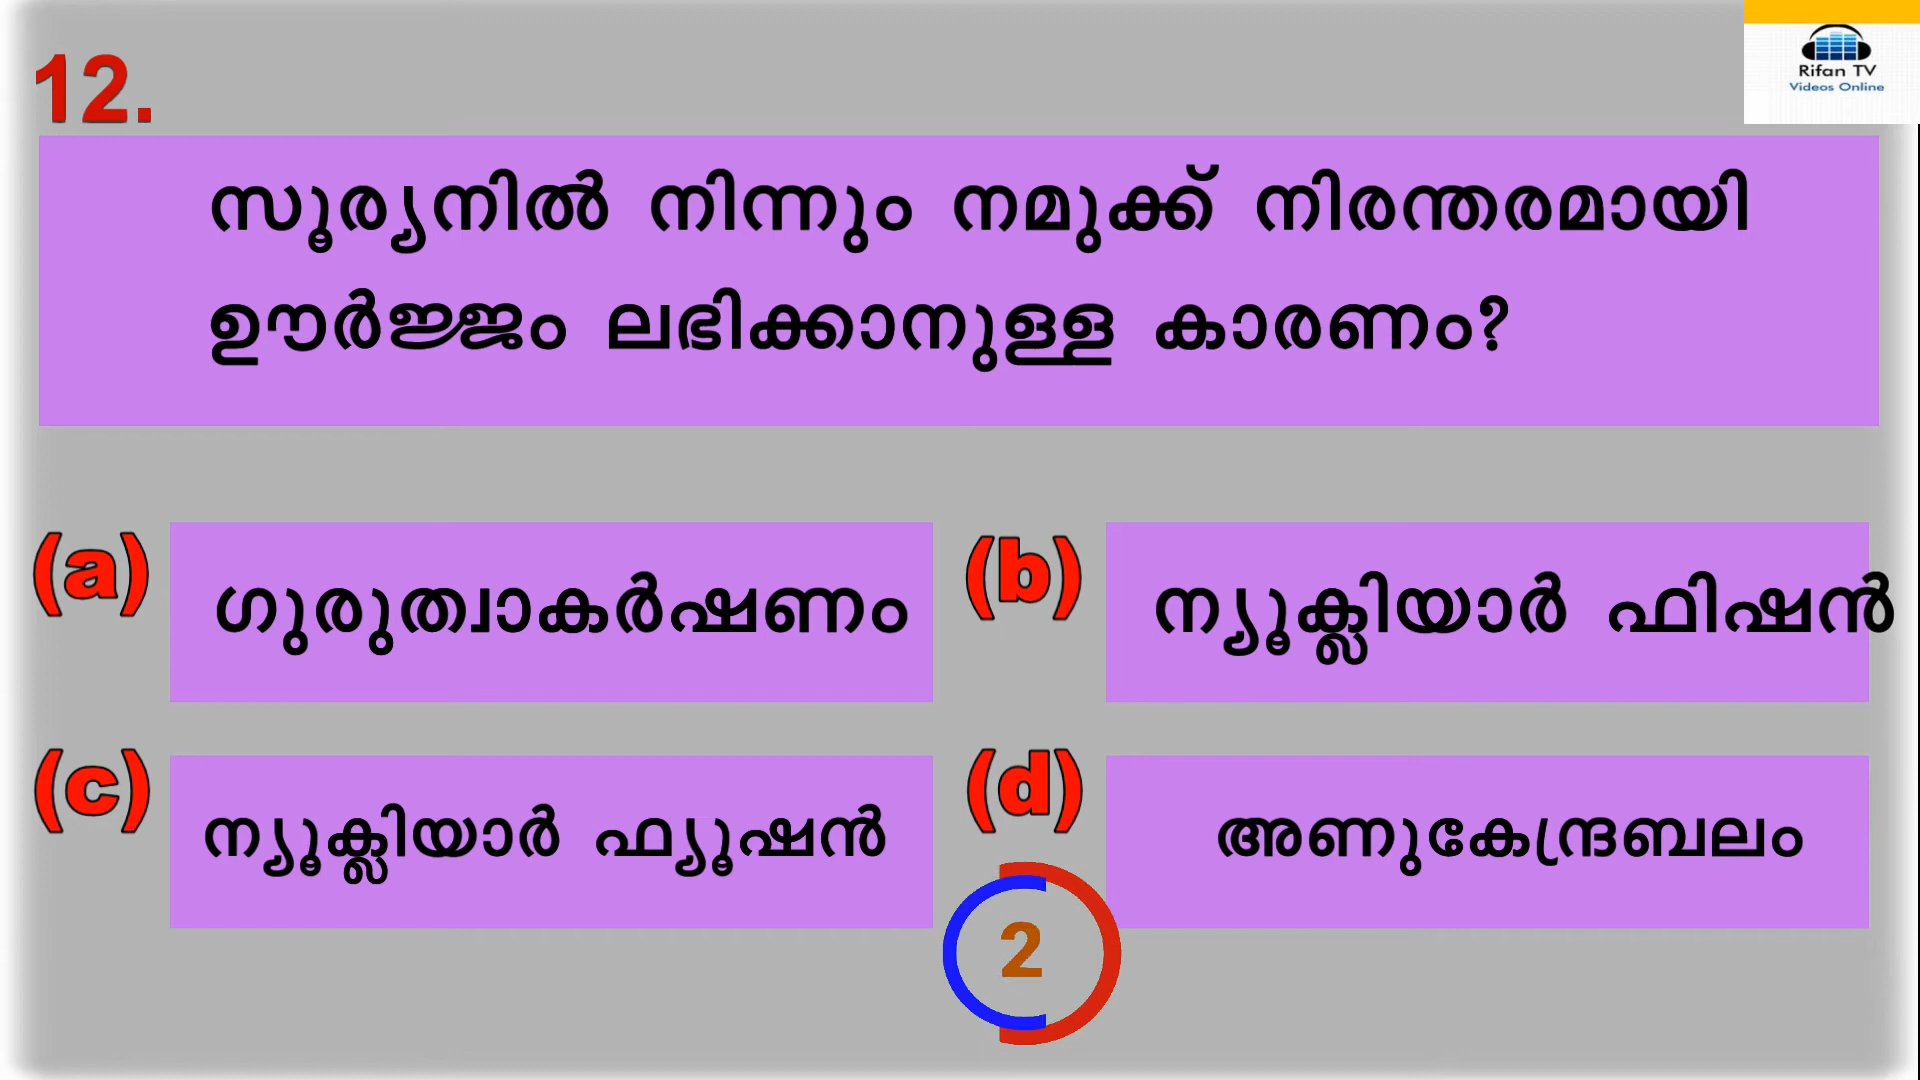 Rifan TV
Videos Online
12.
സൂര്യനിൽ നിന്നും നമുക്ക് നിരന്തരമായി
ഊർജ്ജം ലഭിക്കാനുള്ള കാരണം?
(a) ഗുരുത്വാകർഷണം
(b) ന്യൂക്ലിയാർ ഫിഷൻ
(c) ന്യൂക്ലിയാർ ഫ്യൂഷൻ
(d) അണുകേന്ദ്രബലം
2